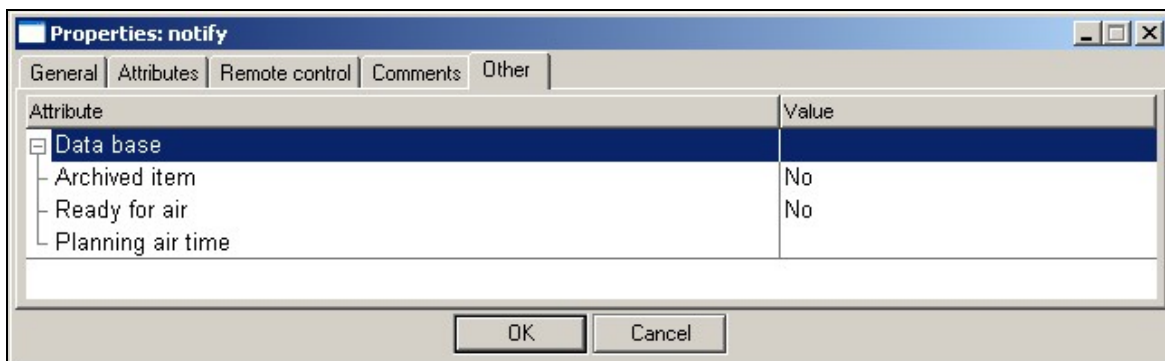 Properties: notify
General Attributes Remote control Comments Other
Attribute Value
Data base
Archived item No
Ready for air No
Planning air time
OK Cancel